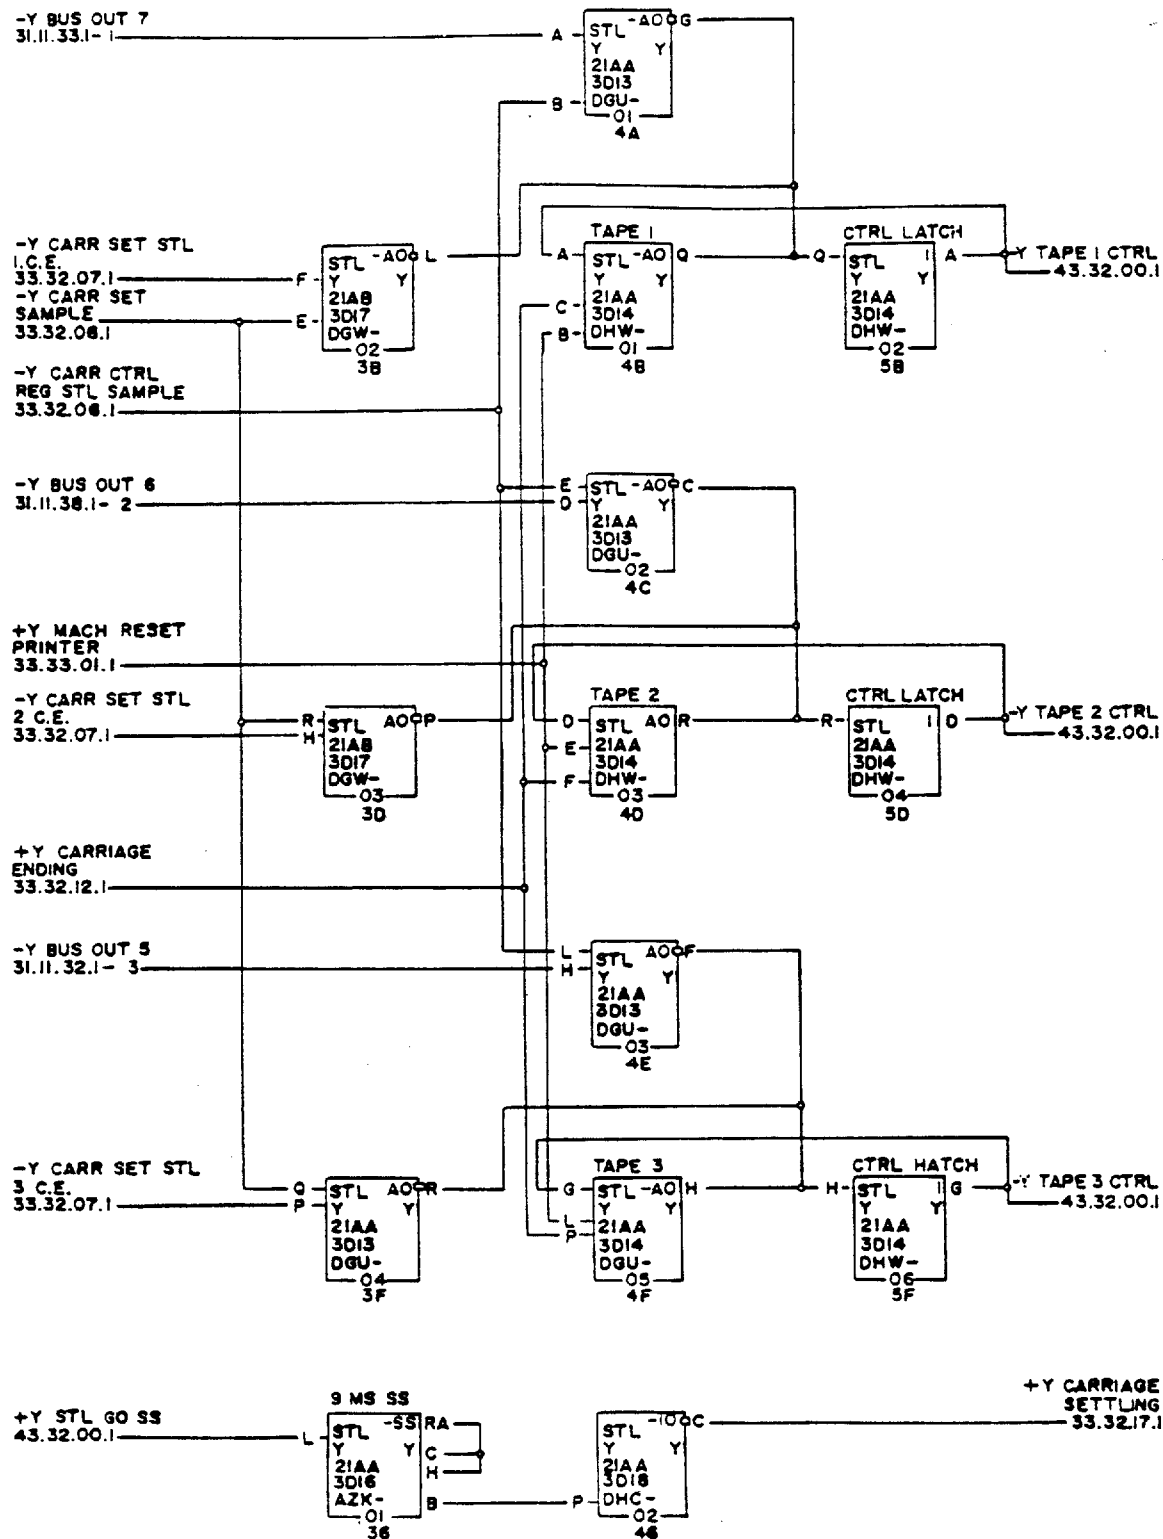 -Y BUS OUT 7
31.11.33.1- 1
A
B
-AO G
STL
Y Y
21AA
3D13
DGU-
01
4A
-Y CARR SET STL
1.C.E.
33.32.07.1
-Y CARR SET
SAMPLE
33.32.06.1
F
E
-AO L
STL
Y Y
21AB
3D17
DGW-
02
3B
TAPE 1
A
C
B
-AO Q
STL
Y Y
21AA
3D14
DHW-
01
4B
CTRL LATCH
Q
I A
STL
Y Y
21AA
3D14
DHW-
02
5B
-Y TAPE 1 CTRL
43.32.00.1
-Y CARR CTRL
REG STL SAMPLE
33.32.06.1
-Y BUS OUT 6
31.11.38.1- 2
E
D
STL -AO C
Y Y
21AA
3D13
DGU-
02
4C
+Y MACH RESET
PRINTER
33.33.01.1
-Y CARR SET STL
2 C.E.
33.32.07.1
R
H
AO P
STL
21AB
3D17
DGW-
03
3D
TAPE 2
D
E
F
AO R
STL
21AA
3D14
DHW-
03
4D
CTRL LATCH
R
I D
STL
21AA
3D14
DHW-
04
5D
-Y TAPE 2 CTRL
43.32.00.1
+Y CARRIAGE
ENDING
33.32.12.1
-Y BUS OUT 5
31.11.32.1- 3
L
H
AO F
STL
Y Y
21AA
3D13
DGU-
03
4E
-Y CARR SET STL
3 C.E.
33.32.07.1
Q
P
AO R
STL
Y Y
21AA
3D13
DGU-
04
3F
TAPE 3
G
L
P
STL -AO H
Y Y
21AA
3D14
DGU-
05
4F
CTRL HATCH
H
STL I G
Y Y
21AA
3D14
DHW-
06
5F
-Y TAPE 3 CTRL
43.32.00.1
+Y STL GO SS
43.32.00.1
9 MS SS
L
-SS RA
STL
Y Y C
21AA H
3D16
AZK- B
01
36
P
-IO C
STL
Y Y
21AA
3D18
DHC-
02
46
+Y CARRIAGE
SETTLING
33.32.17.1